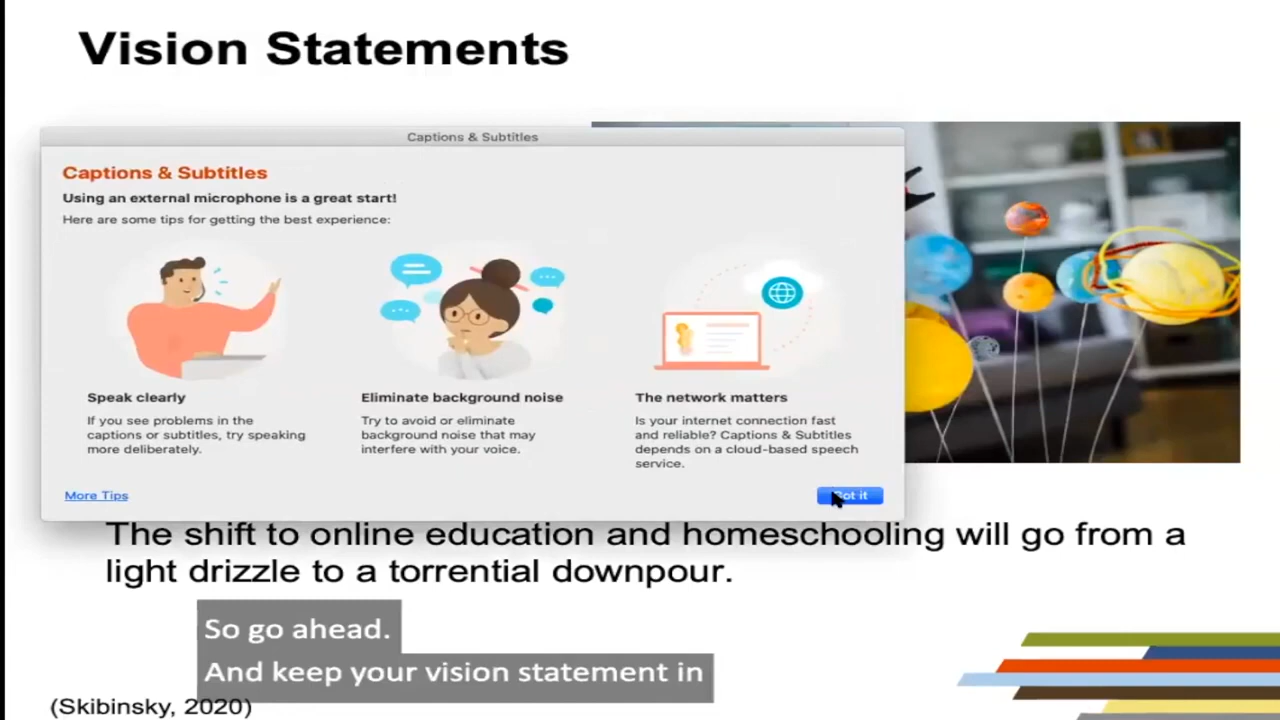 Vision Statements
Captions & Subtitles
Captions & Subtitles
Using an external microphone is a great start!
Here are some tips for getting the best experience:
Speak clearly
If you see problems in the
captions or subtitles, try speaking
more deliberately.
Eliminate background noise
Try to avoid or eliminate
background noise that may
interfere with your voice.
The network matters
Is your internet connection fast
and reliable? Captions & Subtitles
depends on a cloud-based speech
service.
More Tips
Got it
The shift to online education and homeschooling will go from a
light drizzle to a torrential downpour.
So go ahead.
And keep your vision statement in
(Skibinsky, 2020)